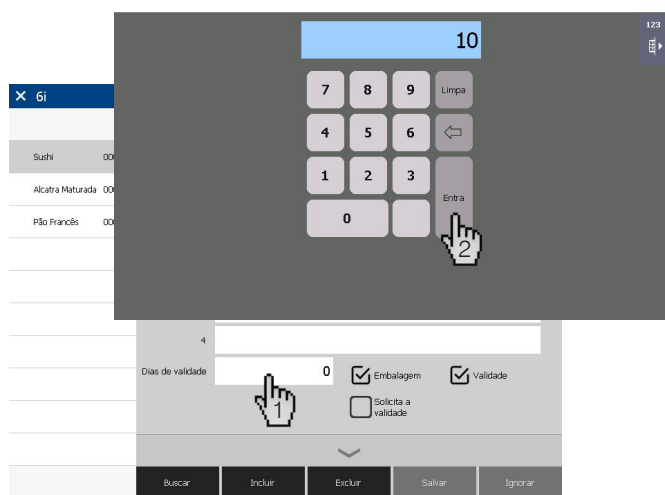 10
123
7 8 9 Limpa
4 5 6
1 2 3
Entra
0
2
6i
Sushi
Alcatra Maturada
Pão Francês
4
Dias de validade 0 Embalagem Validade
1
Solicita a
validade
Buscar Incluir Excluir Salvar Ignorar